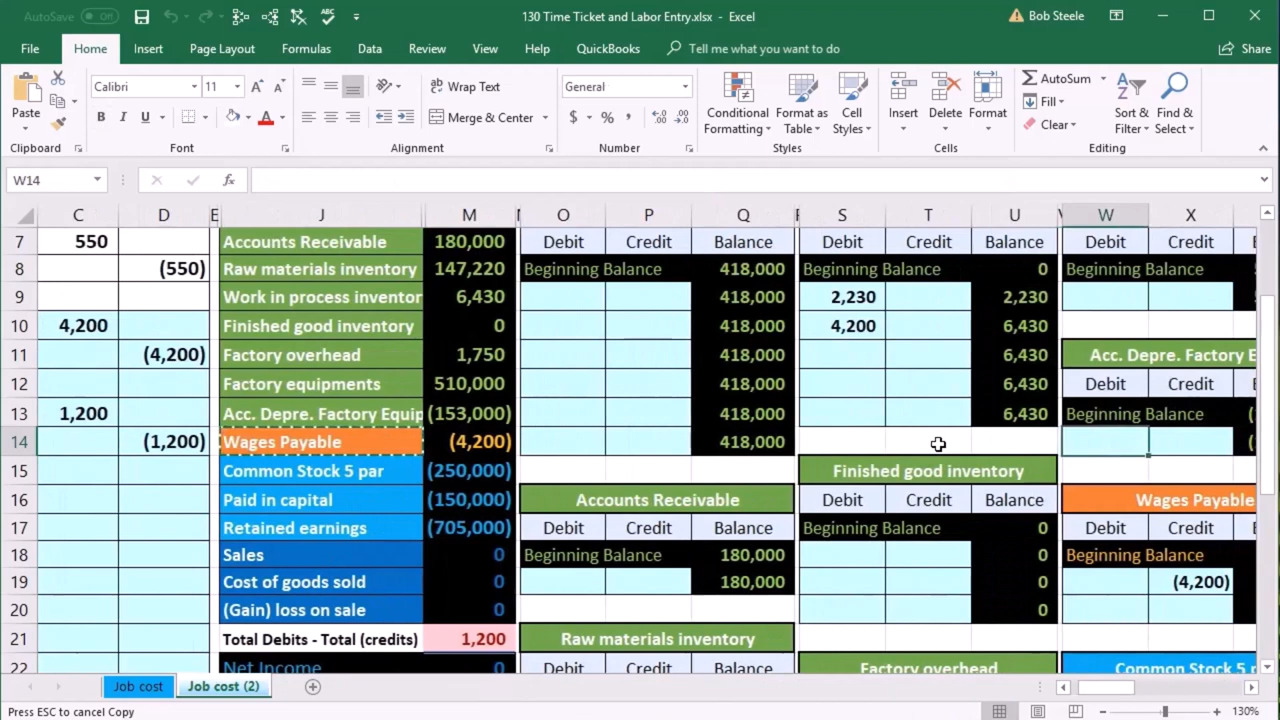 AutoSave Off 130 Time Ticket and Labor Entry.xlsx - Excel Bob Steele
File Home Insert Page Layout Formulas Data Review View Help QuickBooks Tell me what you want to do Share
Paste Calibri 11 Wrap Text General Conditional Formatting Format as Table Cell Styles Insert Delete Format AutoSum Sort & Filter Find & Select
B I U A Merge & Center $ % Fill
Clear
Clipboard Font Alignment Number Styles Cells Editing
W14 fx
C D E J M N O P Q R S T U V W X
7 550 Accounts Receivable 180,000 Debit Credit Balance Debit Credit Balance Debit Credit
8 (550) Raw materials inventory 147,220 Beginning Balance 418,000 Beginning Balance 0 Beginning Balance
9 Work in process inventor 6,430 418,000 2,230 2,230
10 4,200 Finished good inventory 0 418,000 4,200 6,430
11 (4,200) Factory overhead 1,750 418,000 6,430 Acc. Depre. Factory E
12 Factory equipments 510,000 418,000 6,430 Debit Credit
13 1,200 Acc. Depre. Factory Equip (153,000) 418,000 6,430 Beginning Balance
14 (1,200) Wages Payable (4,200) 418,000
15 Common Stock 5 par (250,000) Finished good inventory
16 Paid in capital (150,000) Accounts Receivable Debit Credit Balance Wages Payable
17 Retained earnings (705,000) Debit Credit Balance Beginning Balance 0 Debit Credit
18 Sales 0 Beginning Balance 180,000 0 Beginning Balance
19 Cost of goods sold 0 180,000 0 (4,200)
20 (Gain) loss on sale 0 0
21 Total Debits - Total (credits) 1,200 Raw materials inventory
22 Net Income 0 Debit Credit Balance Factory overhead Common Stock 5 
Job cost Job cost (2)
Press ESC to cancel Copy 130%